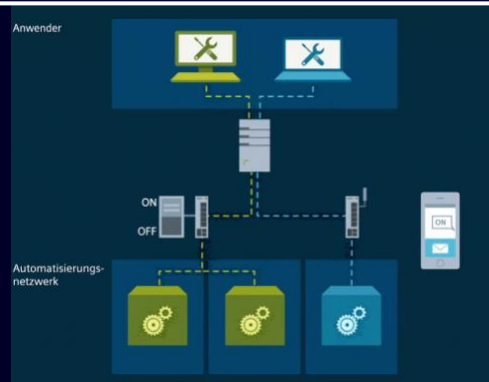 Anwender
ON
OFF
ON
Automatisierungs-
netzwerk